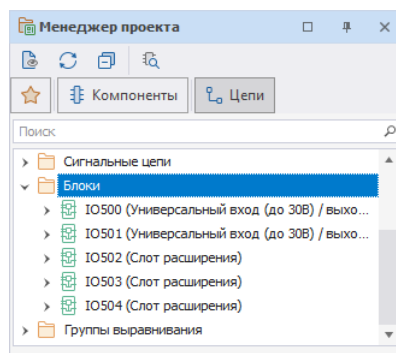 Менеджер проекта
Компоненты
Цепи
Поиск
Сигнальные цепи
Блоки
IO500 (Универсальный вход (до 30В) / выхо...
IO501 (Универсальный вход (до 30В) / выхо...
IO502 (Слот расширения)
IO503 (Слот расширения)
IO504 (Слот расширения)
Группы выравнивания